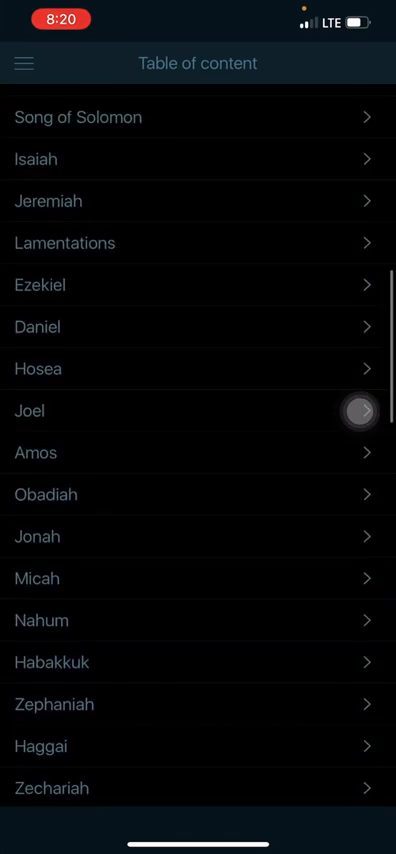 8:20
LTE
Table of content
Song of Solomon
Isaiah
Jeremiah
Lamentations
Ezekiel
Daniel
Hosea
Joel
Amos
Obadiah
Jonah
Micah
Nahum
Habakkuk
Zephaniah
Haggai
Zechariah